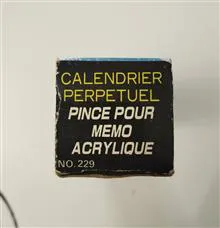 CALENDRIER
PERPETUEL
PINCE POUR
MEMO
ACRYLIQUE
NO. 229